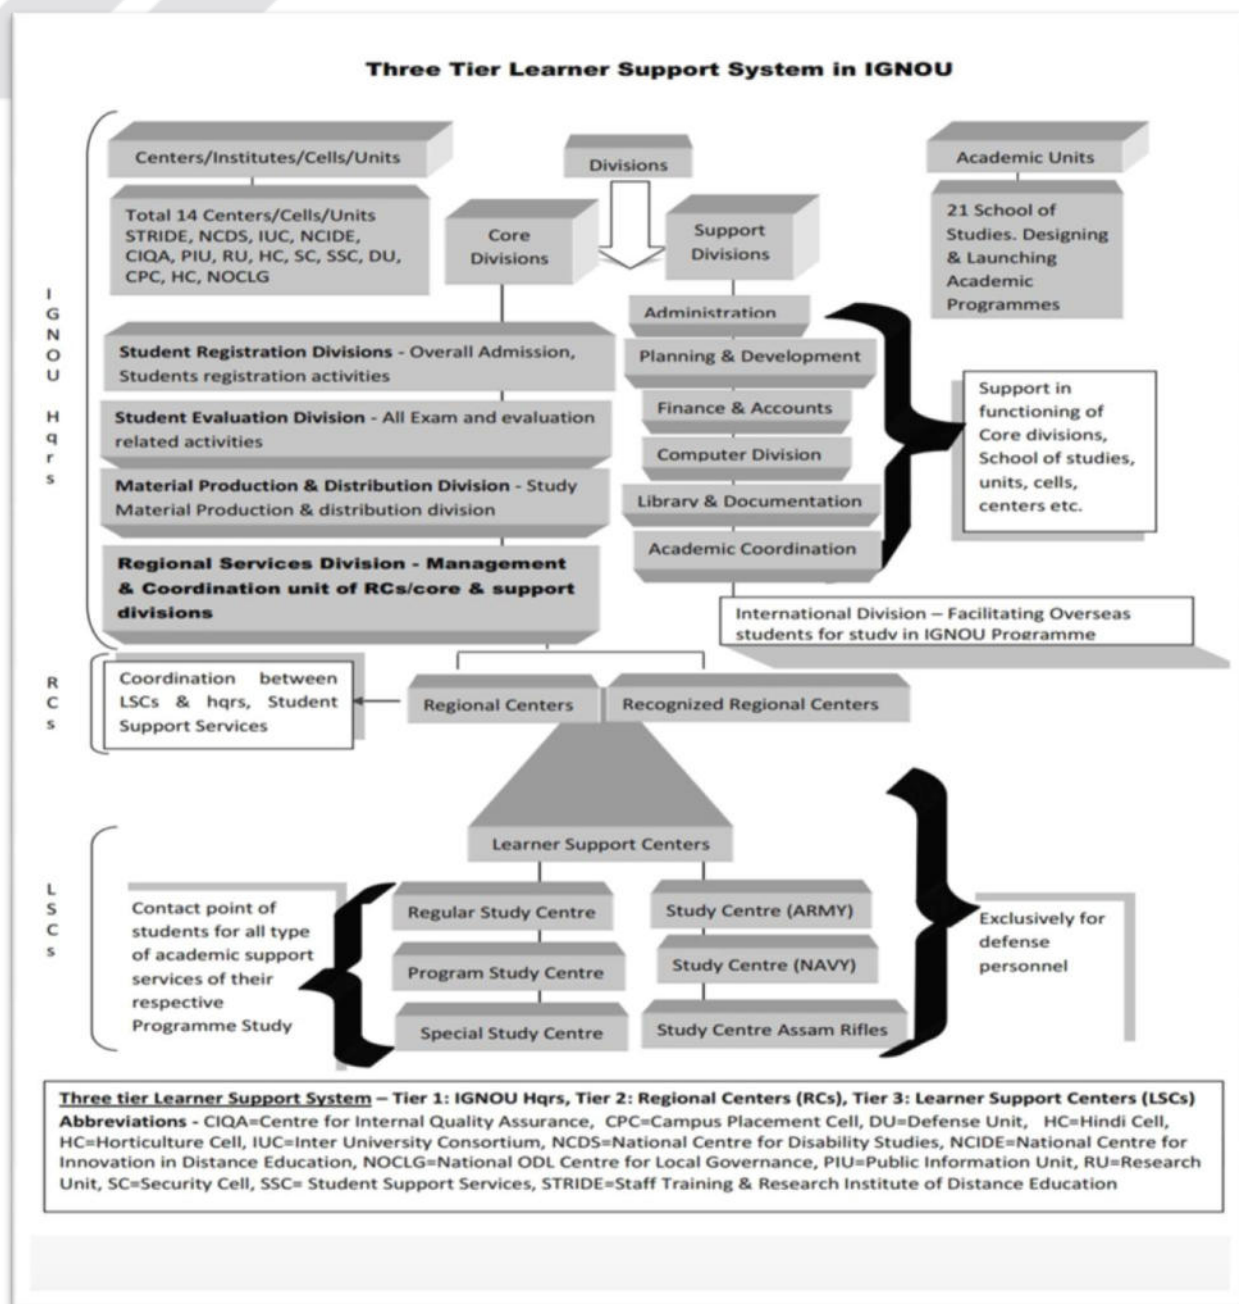 Three Tier Learner Support System in IGNOU
Centers/Institutes/Cells/Units
Divisions
Academic Units
Total 14 Centers/Cells/Units
STRIDE, NCDS, IUC, NCIDE,
CIQA, PIU, RU, HC, SC, SSC, DU,
CPC, HC, NOCLG
Core
Divisions
Support
Divisions
21 School of
Studies. Designing
& Launching
Academic
Programmes
IGNOU Hqrs
Student Registration Divisions - Overall Admission,
Students registration activities
Student Evaluation Division - All Exam and evaluation
related activities
Material Production & Distribution Division - Study
Material Production & distribution division
Regional Services Division - Management
& Coordination unit of RCs/core & support
divisions
Administration
Planning & Development
Finance & Accounts
Computer Division
Library & Documentation
Academic Coordination
Support in
functioning of
Core divisions,
School of studies,
units, cells,
centers etc.
International Division – Facilitating Overseas
students for study in IGNOU Programme
RCs
Coordination between
LSCs & hqrs, Student
Support Services
Regional Centers
Recognized Regional Centers
Learner Support Centers
LSCs
Contact point of
students for all type
of academic support
services of their
respective
Programme Study
Regular Study Centre
Program Study Centre
Special Study Centre
Study Centre (ARMY)
Study Centre (NAVY)
Study Centre Assam Rifles
Exclusively for
defense
personnel
Three tier Learner Support System – Tier 1: IGNOU Hqrs, Tier 2: Regional Centers (RCs), Tier 3: Learner Support Centers (LSCs)
Abbreviations - CIQA=Centre for Internal Quality Assurance, CPC=Campus Placement Cell, DU=Defense Unit, HC=Hindi Cell,
HC=Horticulture Cell, IUC=Inter University Consortium, NCDS=National Centre for Disability Studies, NCIDE=National Centre for
Innovation in Distance Education, NOCLG=National ODL Centre for Local Governance, PIU=Public Information Unit, RU=Research
Unit, SC=Security Cell, SSC= Student Support Services, STRIDE=Staff Training & Research Institute of Distance Education